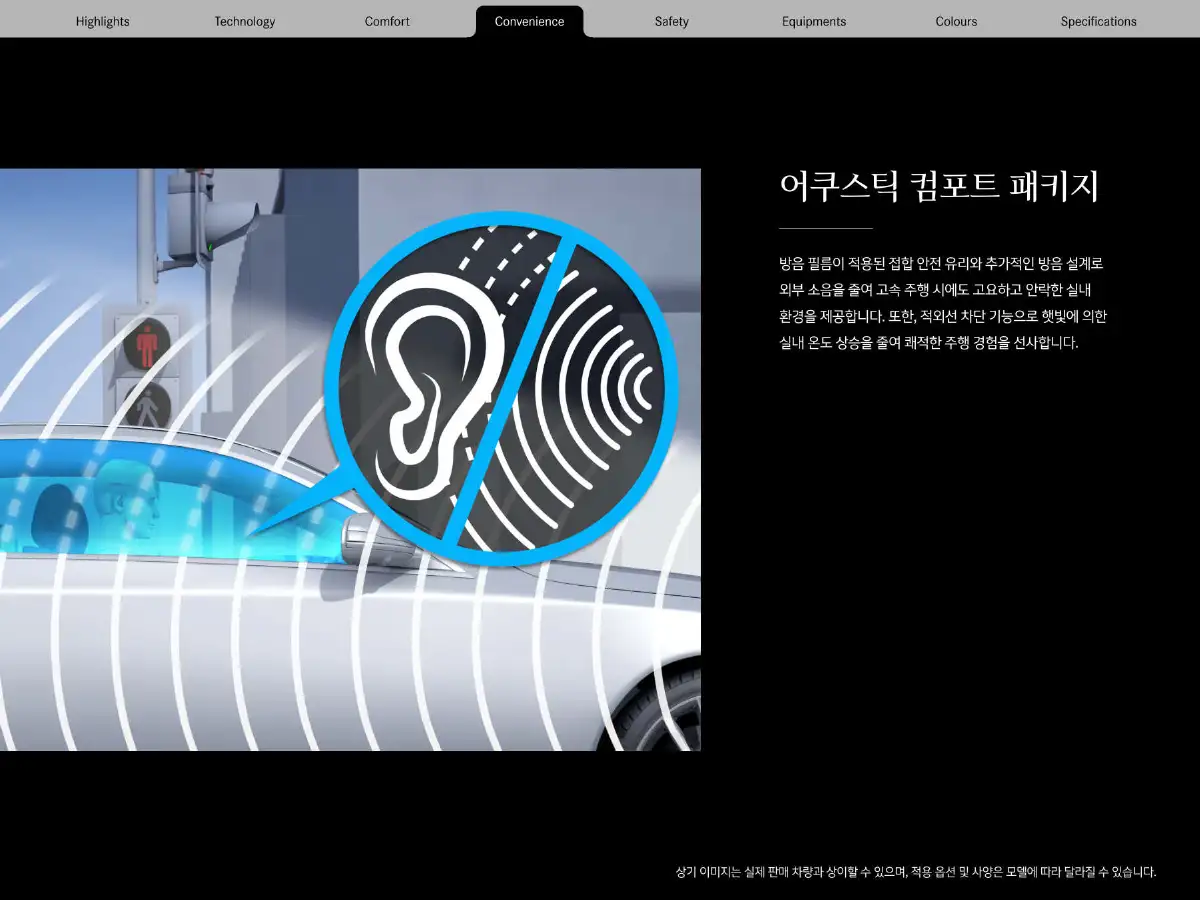 Highlights
Technology
Comfort
Convenience
Safety
Equipments
Colours
Specifications
어쿠스틱 컴포트 패키지
방음 필름이 적용된 접합 안전 유리와 추가적인 방음 설계로
외부 소음을 줄여 고속 주행 시에도 고요하고 안락한 실내
환경을 제공합니다. 또한, 적외선 차단 기능으로 햇빛에 의한
실내 온도 상승을 줄여 쾌적한 주행 경험을 선사합니다.
상기 이미지는 실제 판매 차량과 상이할 수 있으며, 적용 옵션 및 사양은 모델에 따라 달라질 수 있습니다.